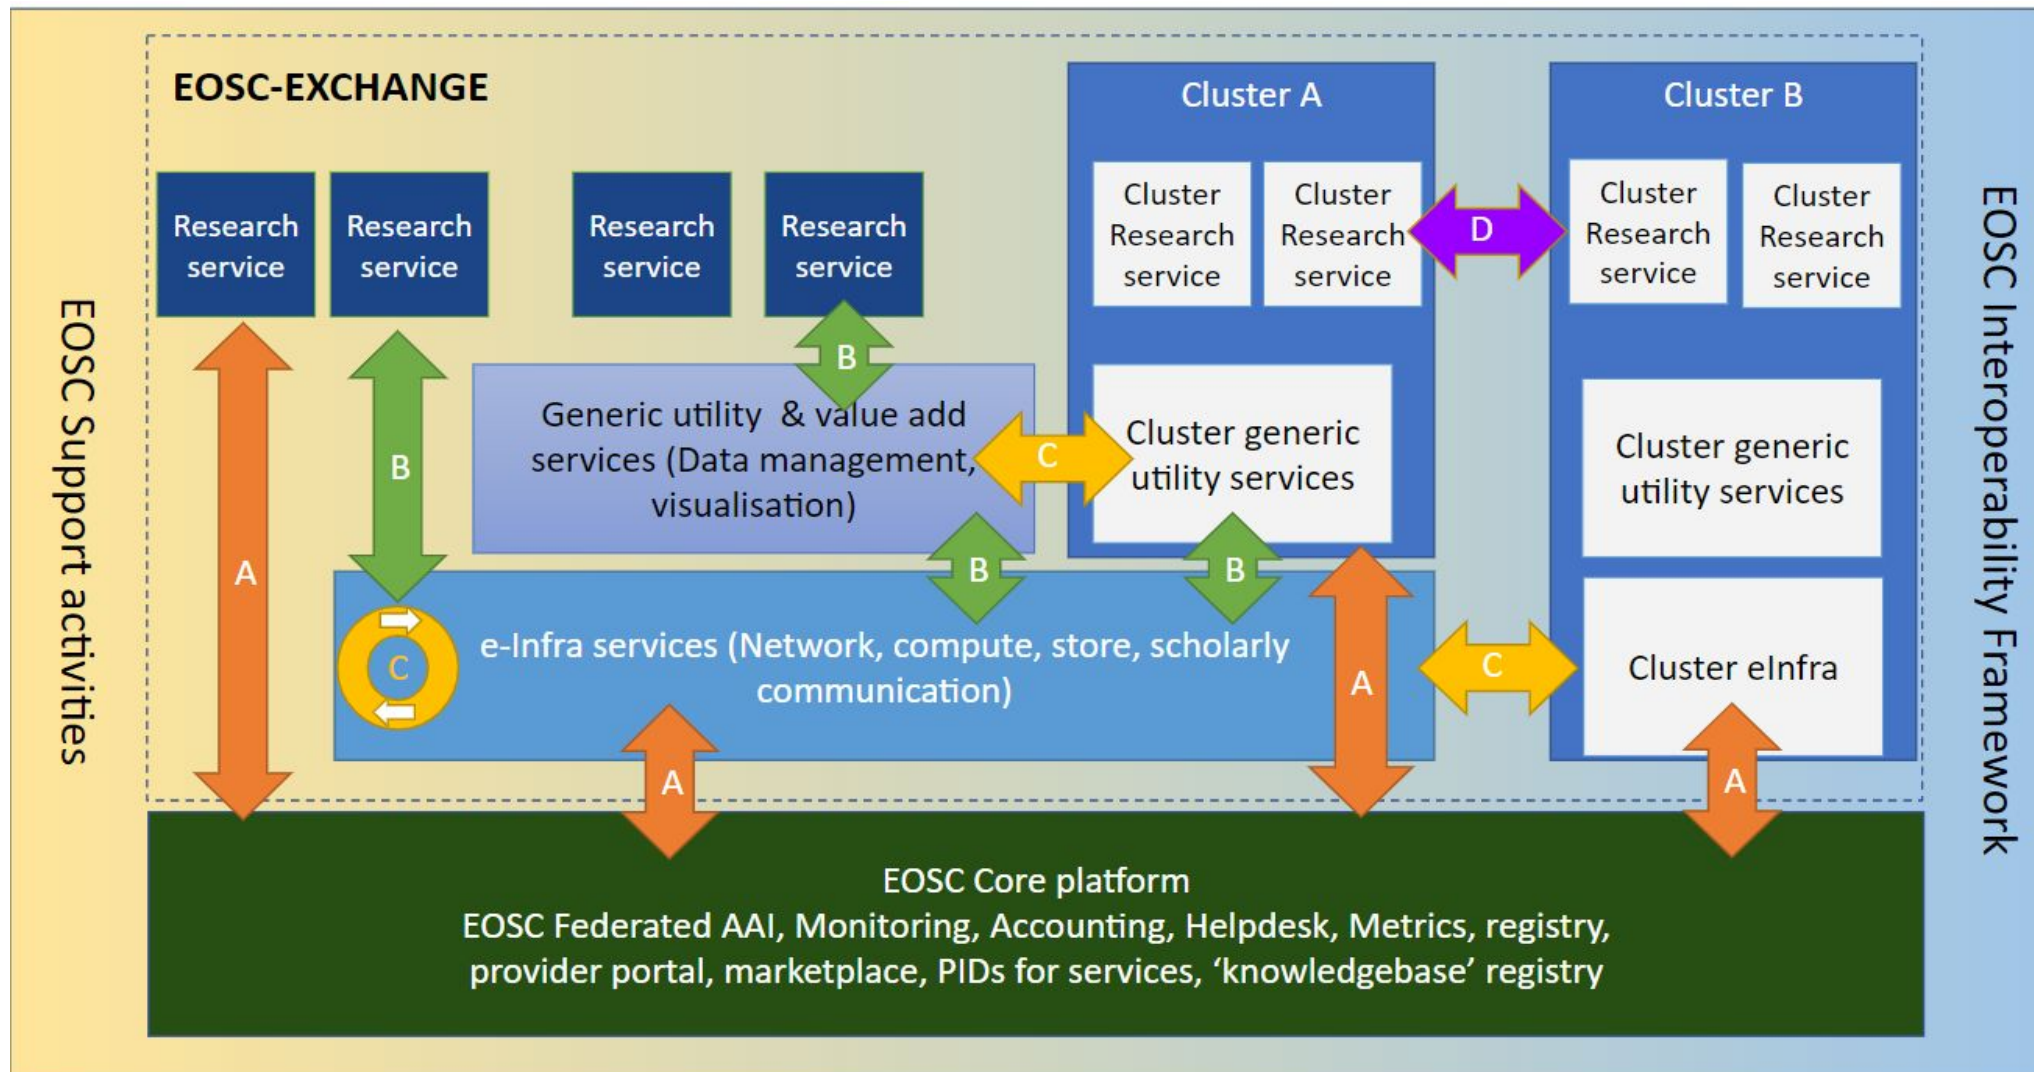 EOSC-EXCHANGE
Cluster A
Cluster B
Research
service
Research
service
Research
service
Research
service
Cluster
Research
service
Cluster
Research
service
D
Cluster
Research
service
Cluster
Research
service
EOSC Support activities
EOSC Interoperability Framework
A
B
B
Generic utility & value add
services (Data management,
visualisation)
C
Cluster generic
utility services
Cluster generic
utility services
B
B
C
e-Infra services (Network, compute, store, scholarly
communication)
A
A
C
Cluster eInfra
A
EOSC Core platform
EOSC Federated AAI, Monitoring, Accounting, Helpdesk, Metrics, registry,
provider portal, marketplace, PIDs for services, ‘knowledgebase’ registry